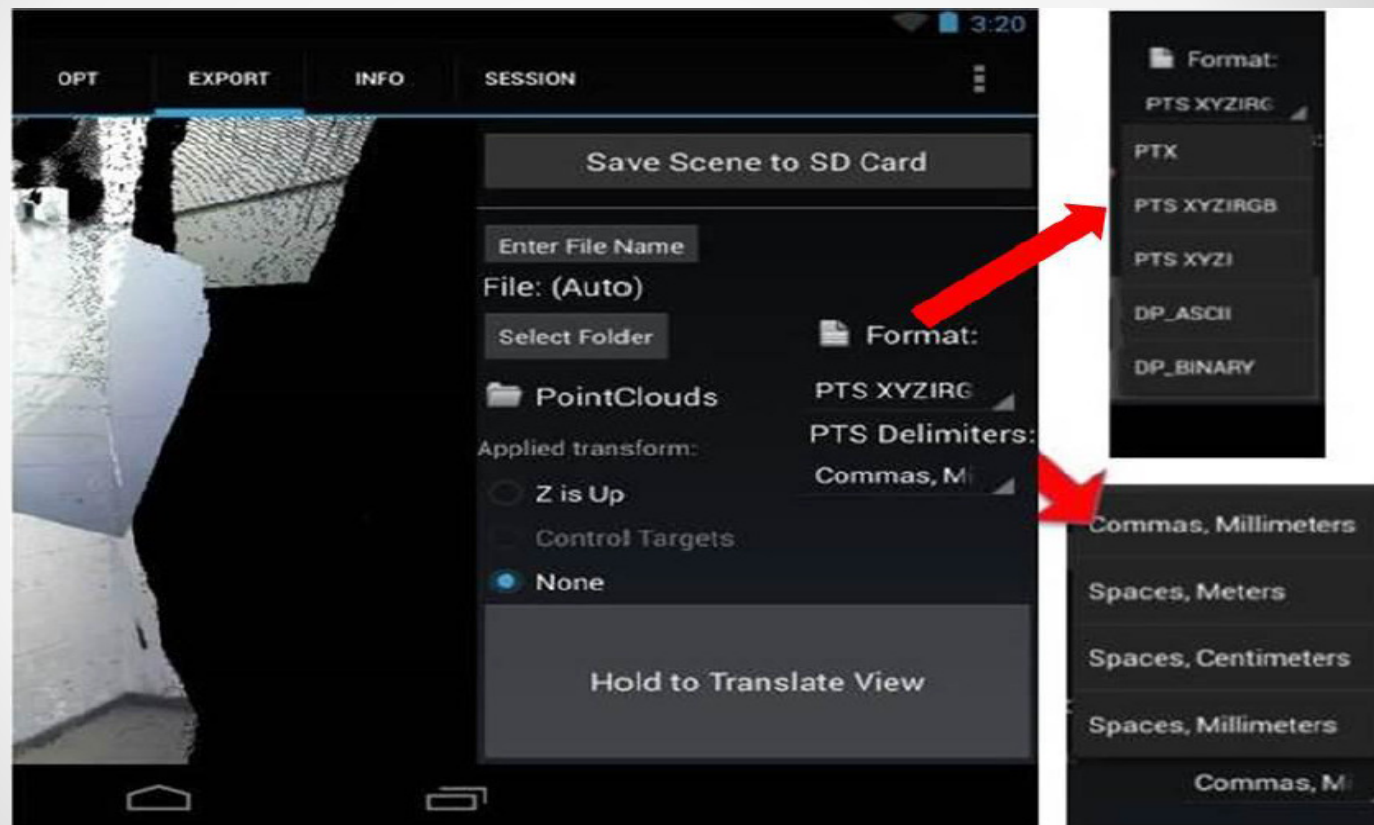 3:20
OPT EXPORT INFO SESSION
Save Scene to SD Card
Enter File Name
File: (Auto)
Select Folder
Format:
PointClouds
PTS XYZIRG
Applied transform:
PTS Delimiters:
Z is Up
Commas, M
Control Targets
None
Hold to Translate View
Format:
PTS XYZIRG
PTX
PTS XYZIRGB
PTS XYZI
DP_ASCII
DP_BINARY
Commas, Millimeters
Spaces, Meters
Spaces, Centimeters
Spaces, Millimeters
Commas, M